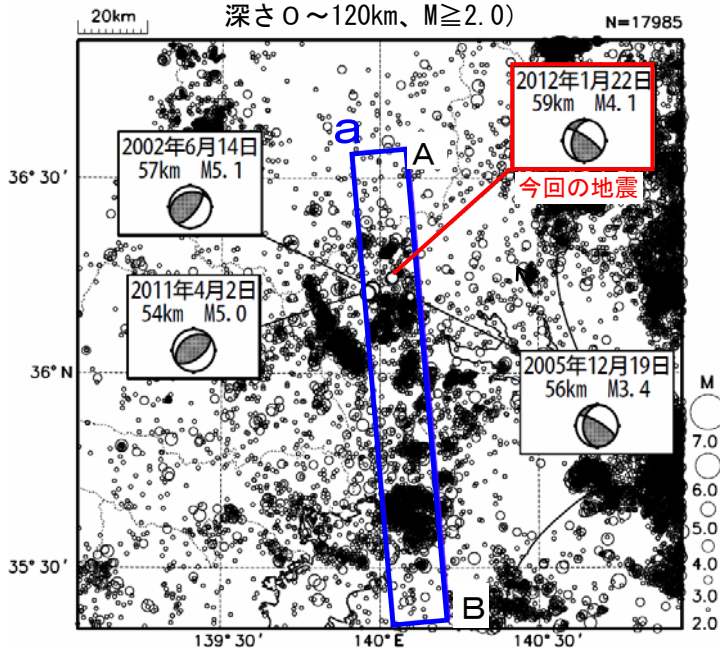 深さ０～120km、M≧2.0)
20km
N=17985
2012年1月22日
59km M4.1
今回の地震
a
A
2002年6月14日
57km M5.1
36°30′
2011年4月2日
54km M5.0
36°N
2005年12月19日
56km M3.4
M
7.0
6.0
5.0
4.0
3.0
2.0
35°30′
B
139°30′
140°E
140°30′